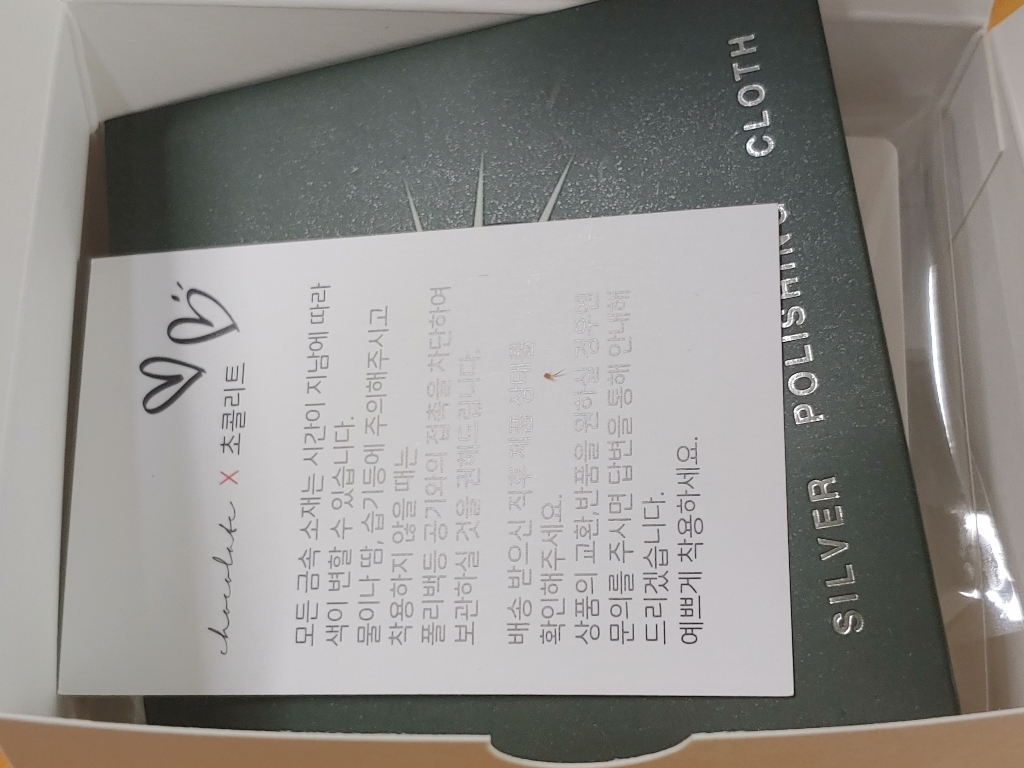 chocolate X 초콜리트
모든 금속 소재는 시간이 지남에 따라
색이 변할 수 있습니다.
물이나 땀, 습기등에 주의해주시고
착용하지 않을 때는
폴리백등 공기와의 접촉을 차단하여
보관하실 것을 권해드립니다.
배송 받으신 직후 제품 상태를
확인해주세요.
상품의 교환,반품을 원하실 경우엔
문의를 주시면 답변을 통해 안내해
드리겠습니다.
예쁘게 착용하세요.
SILVER POLISHING CLOTH